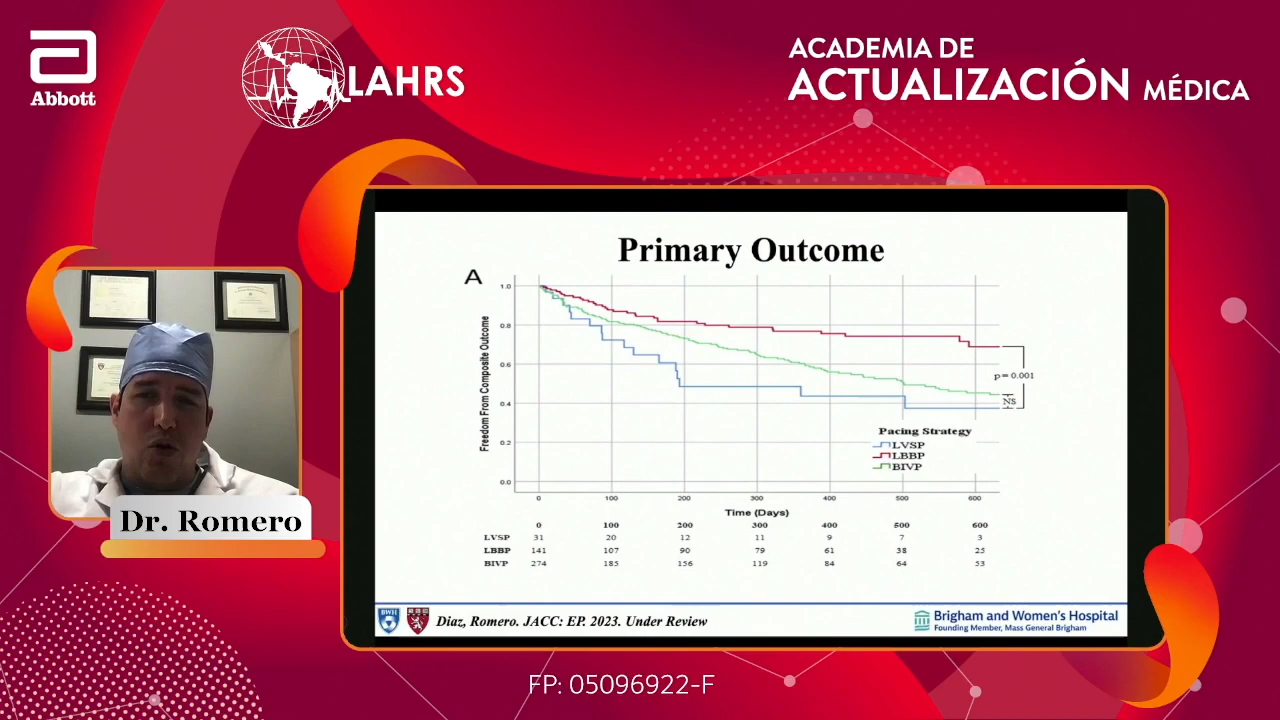 Abbott
LAHRS
ACADEMIA DE
ACTUALIZACIÓN MÉDICA
Primary Outcome
A
Freedom From Composite Outcome
1.0
0.8
0.6
0.4
0.2
0.0
p = 0.001
NS
Pacing Strategy
LVSP
LBBP
BIVP
0 100 200 300 400 500 600
Time (Days)
0 100 200 300 400 500 600
LVSP 31 20 12 11 9 7 3
LBBP 141 107 90 79 61 38 25
BIVP 274 185 156 119 84 64 53
BWH
Diaz, Romero. JACC: EP. 2023. Under Review
Brigham and Women's Hospital
Founding Member, Mass General Brigham
Dr. Romero
FP: 05096922-F